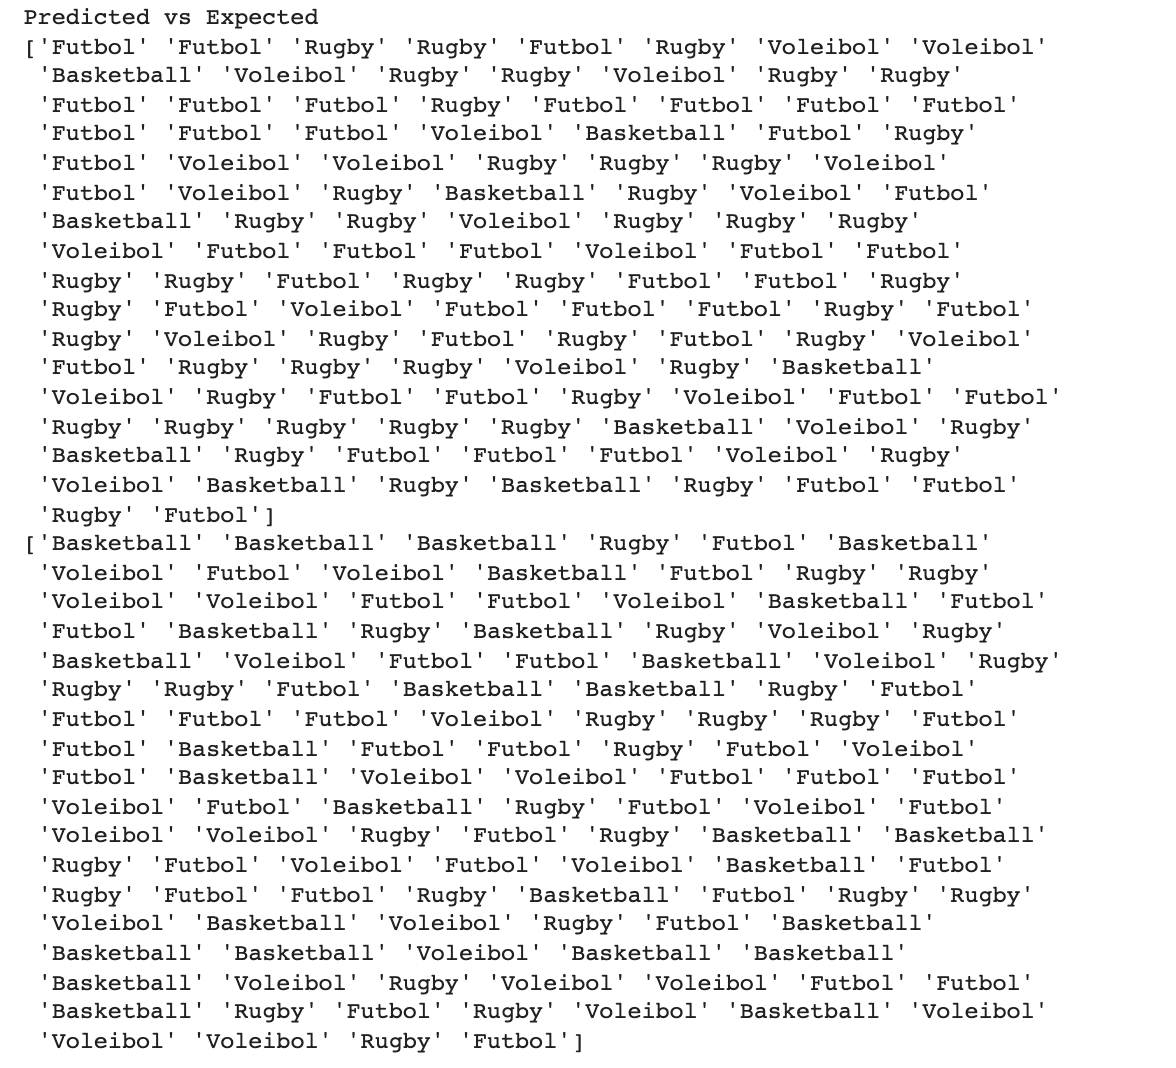 Predicted vs Expected
['Futbol' 'Futbol' 'Rugby' 'Rugby' 'Futbol' 'Rugby' 'Voleibol' 'Voleibol'
'Basketball' 'Voleibol' 'Rugby' 'Rugby' 'Voleibol' 'Rugby' 'Rugby'
'Futbol' 'Futbol' 'Futbol' 'Rugby' 'Futbol' 'Futbol' 'Futbol' 'Futbol'
'Futbol' 'Futbol' 'Futbol' 'Voleibol' 'Basketball' 'Futbol' 'Rugby'
'Futbol' 'Voleibol' 'Voleibol' 'Rugby' 'Rugby' 'Rugby' 'Voleibol'
'Futbol' 'Voleibol' 'Rugby' 'Basketball' 'Rugby' 'Voleibol' 'Futbol'
'Basketball' 'Rugby' 'Rugby' 'Voleibol' 'Rugby' 'Rugby' 'Rugby'
'Voleibol' 'Futbol' 'Futbol' 'Futbol' 'Voleibol' 'Futbol' 'Futbol'
'Rugby' 'Rugby' 'Futbol' 'Rugby' 'Rugby' 'Futbol' 'Futbol' 'Rugby'
'Rugby' 'Futbol' 'Voleibol' 'Futbol' 'Futbol' 'Futbol' 'Rugby' 'Futbol'
'Rugby' 'Voleibol' 'Rugby' 'Futbol' 'Rugby' 'Futbol' 'Rugby' 'Voleibol'
'Futbol' 'Rugby' 'Rugby' 'Rugby' 'Voleibol' 'Rugby' 'Basketball'
'Voleibol' 'Rugby' 'Futbol' 'Futbol' 'Rugby' 'Voleibol' 'Futbol' 'Futbol'
'Rugby' 'Rugby' 'Rugby' 'Rugby' 'Rugby' 'Basketball' 'Voleibol' 'Rugby'
'Basketball' 'Rugby' 'Futbol' 'Futbol' 'Futbol' 'Voleibol' 'Rugby'
'Voleibol' 'Basketball' 'Rugby' 'Basketball' 'Rugby' 'Futbol' 'Futbol'
'Rugby' 'Futbol']
['Basketball' 'Basketball' 'Basketball' 'Rugby' 'Futbol' 'Basketball'
'Voleibol' 'Futbol' 'Voleibol' 'Basketball' 'Futbol' 'Rugby' 'Rugby'
'Voleibol' 'Voleibol' 'Futbol' 'Futbol' 'Voleibol' 'Basketball' 'Futbol'
'Futbol' 'Basketball' 'Rugby' 'Basketball' 'Rugby' 'Voleibol' 'Rugby'
'Basketball' 'Voleibol' 'Futbol' 'Futbol' 'Basketball' 'Voleibol' 'Rugby'
'Rugby' 'Rugby' 'Futbol' 'Basketball' 'Basketball' 'Rugby' 'Futbol'
'Futbol' 'Futbol' 'Futbol' 'Voleibol' 'Rugby' 'Rugby' 'Rugby' 'Futbol'
'Futbol' 'Basketball' 'Futbol' 'Futbol' 'Rugby' 'Futbol' 'Voleibol'
'Futbol' 'Basketball' 'Voleibol' 'Voleibol' 'Futbol' 'Futbol' 'Futbol'
'Voleibol' 'Futbol' 'Basketball' 'Rugby' 'Futbol' 'Voleibol' 'Futbol'
'Voleibol' 'Voleibol' 'Rugby' 'Futbol' 'Rugby' 'Basketball' 'Basketball'
'Rugby' 'Futbol' 'Voleibol' 'Futbol' 'Voleibol' 'Basketball' 'Futbol'
'Rugby' 'Futbol' 'Futbol' 'Rugby' 'Basketball' 'Futbol' 'Rugby' 'Rugby'
'Voleibol' 'Basketball' 'Voleibol' 'Rugby' 'Futbol' 'Basketball'
'Basketball' 'Basketball' 'Voleibol' 'Basketball' 'Basketball'
'Basketball' 'Voleibol' 'Rugby' 'Voleibol' 'Voleibol' 'Futbol' 'Futbol'
'Basketball' 'Rugby' 'Futbol' 'Rugby' 'Voleibol' 'Basketball' 'Voleibol'
'Voleibol' 'Voleibol' 'Rugby' 'Futbol']